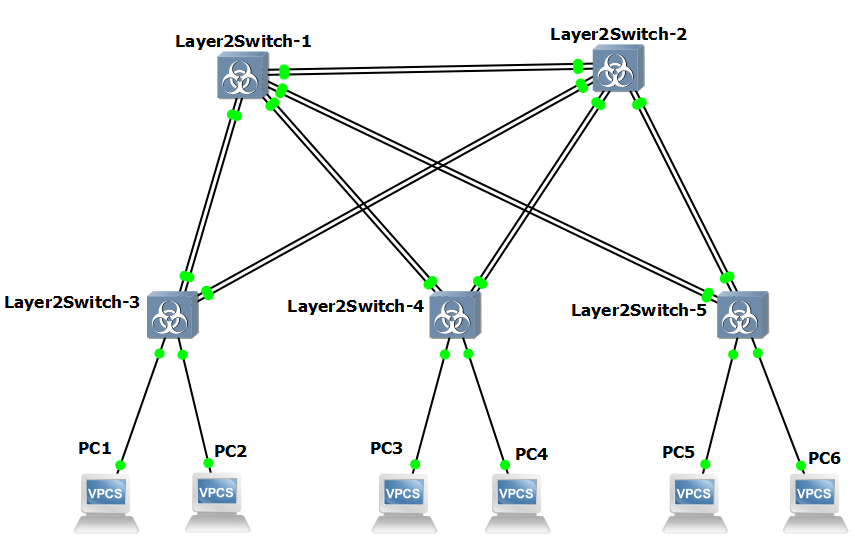 Layer2Switch-1
Layer2Switch-2
Layer2Switch-3
Layer2Switch-4
Layer2Switch-5
PC1
PC2
PC3
PC4
PC5
PC6
VPCS
VPCS
VPCS
VPCS
VPCS
VPCS